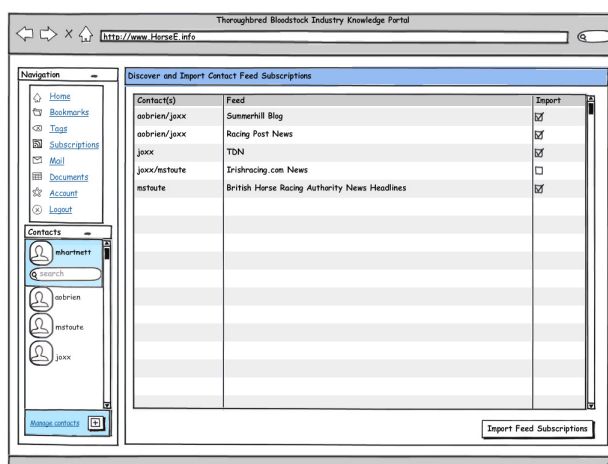 Thoroughbred Bloodstock Industry Knowledge Portal
http://www.HorseE.info
Navigation
Home
Bookmarks
Tags
Subscriptions
Mail
Documents
Account
Logout
Contacts
mhartnett
search
aobrien
mstoute
joxx
Manage contacts
Discover and Import Contact Feed Subscriptions
Contact(s) Feed Import
aobrien/joxx Summerhill Blog
aobrien/joxx Racing Post News
joxx TDN
joxx/mstoute Irishracing.com News
mstoute British Horse Racing Authority News Headlines
Import Feed Subscriptions